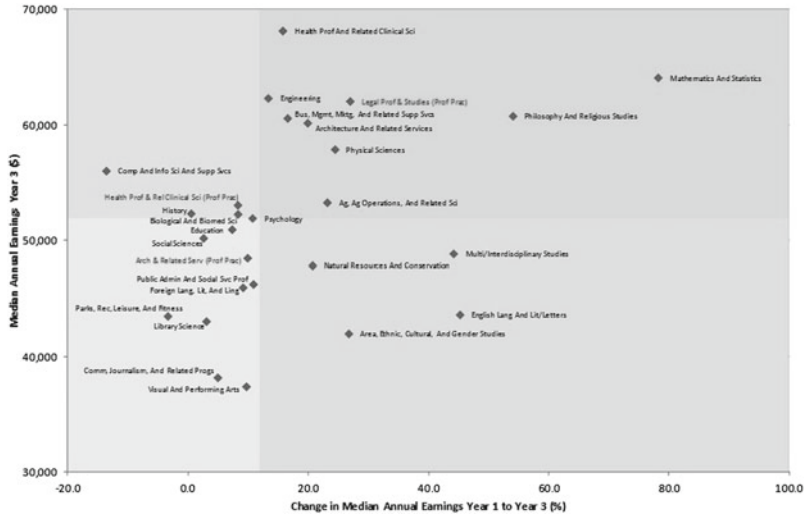 70,000
Health Prof And Related Clinical Sci
Mathematics And Statistics
Engineering
Legal Prof & Studies (Prof Prac)
Bus, Mgmt, Mktg, And Related Supp Svcs
Philosophy And Religious Studies
60,000
Architecture And Related Services
Physical Sciences
Comp And Info Sci And Supp Svcs
Health Prof & Rel Clinical Sci (Prof Prac)
Ag, Ag Operations, And Related Sci
History
Biological And Biomed Sci
Psychology
Education
50,000
Social Sciences
Multi/Interdisciplinary Studies
Arch & Related Serv (Prof Prac)
Natural Resources And Conservation
Public Admin And Social Svc Prof
Foreign Lang, Lit, And Ling
Parks, Rec, Leisure, And Fitness
English Lang And Lit/Letters
Library Science
Area, Ethnic, Cultural, And Gender Studies
40,000
Comm, Journalism, And Related Progs
Visual And Performing Arts
30,000
Median Annual Earnings Year 3 ($)
-20.0 0.0 20.0 40.0 60.0 80.0 100.0
Change in Median Annual Earnings Year 1 to Year 3 (%)